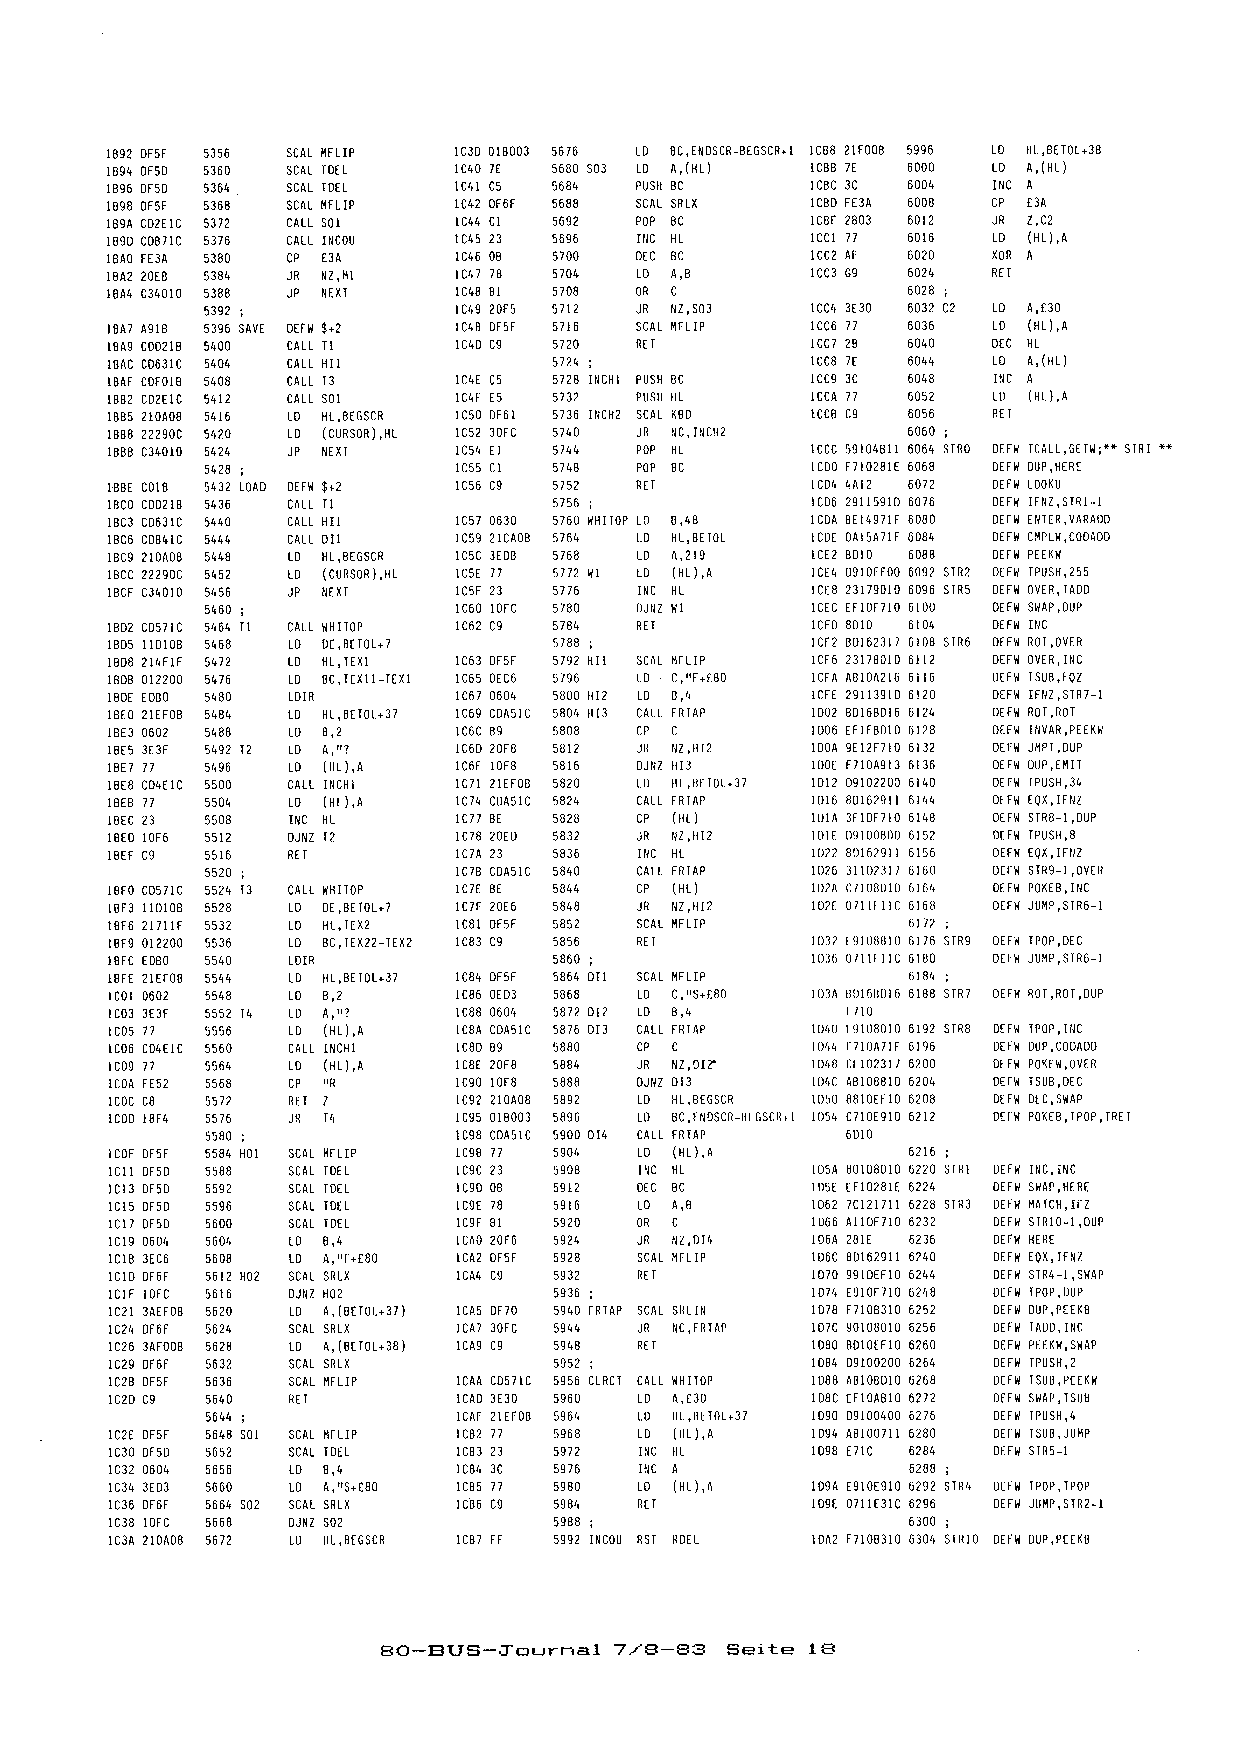 1B92 DF5F 5356 SCAL MFLIP
1B94 DF5D 5360 SCAL TDEL
1B96 DF5D 5364 SCAL TDEL
1B98 DF5F 5368 SCAL MFLIP
1B9A CD2E1C 5372 CALL SO1
1B9D CDB71C 5376 CALL INCOU
1BA0 FE3A 5380 CP £3A
1BA2 20EB 5384 JR NZ,M1
1BA4 C34010 5388 JP NEXT
5392 ;
1BA7 A91B 5396 SAVE DEFW $+2
1BA9 CDD21B 5400 CALL T1
1BAC CD631C 5404 CALL HI1
1BAF CDF01B 5408 CALL T3
1BB2 CD2E1C 5412 CALL SO1
1BB5 210A08 5416 LD HL,BEGSCR
1BB8 22290C 5420 LD (CURSOR),HL
1BBB C34010 5424 JP NEXT
5428 ;
1BBE C01B 5432 LOAD DEFW $+2
1BC0 CDD21B 5436 CALL T1
1BC3 CD631C 5440 CALL HI1
1BC6 CD841C 5444 CALL DI1
1BC9 210A08 5448 LD HL,BEGSCR
1BCC 22290C 5452 LD (CURSOR),HL
1BCF C34010 5456 JP NEXT
5460 ;
1BD2 CD571C 5464 T1 CALL WHITOP
1BD5 11D10B 5468 LD DE,BETOL+7
1BD8 214F1F 5472 LD HL,TEX1
1BDB 012200 5476 LD BC,TEX11-TEX1
1BDE EDB0 5480 LDIR
1BE0 21EF0B 5484 LD HL,BETOL+37
1BE3 0602 5488 LD B,2
1BE5 3E3F 5492 T2 LD A,"?
1BE7 77 5496 LD (HL),A
1BE8 CD4E1C 5500 CALL INCH1
1BEB 77 5504 LD (HL),A
1BEC 23 5508 INC HL
1BED 10F6 5512 DJNZ T2
1BEF C9 5516 RET
5520 ;
1BF0 CD571C 5524 T3 CALL WHITOP
1BF3 11D10B 5528 LD DE,BETOL+7
1BF6 21711F 5532 LD HL,TEX2
1BF9 012200 5536 LD BC,TEX22-TEX2
1BFC EDB0 5540 LDIR
1BFE 21EF0B 5544 LD HL,BETOL+37
1C01 0602 5548 LD B,2
1C03 3E3F 5552 T4 LD A,"?
1C05 77 5556 LD (HL),A
1C06 CD4E1C 5560 CALL INCH1
1C09 77 5564 LD (HL),A
1C0A FE52 5568 CP "R
1C0C C8 5572 RET Z
1C0D 18F4 5576 JR T4
5580 ;
1C0F DF5F 5584 HO1 SCAL MFLIP
1C11 DF5D 5588 SCAL TDEL
1C13 DF5D 5592 SCAL TDEL
1C15 DF5D 5596 SCAL TDEL
1C17 DF5D 5600 SCAL TDEL
1C19 0604 5604 LD B,4
1C1B 3EC6 5608 LD A,"F+£80
1C1D DF6F 5612 HO2 SCAL SRLX
1C1F 10FC 5616 DJNZ HO2
1C21 3AEF0B 5620 LD A,(BETOL+37)
1C24 DF6F 5624 SCAL SRLX
1C26 3AF00B 5628 LD A,(BETOL+38)
1C29 DF6F 5632 SCAL SRLX
1C2B DF5F 5636 SCAL MFLIP
1C2D C9 5640 RET
5644 ;
1C2E DF5F 5648 SO1 SCAL MFLIP
1C30 DF5D 5652 SCAL TDEL
1C32 0604 5656 LD B,4
1C34 3ED3 5660 LD A,"S+£80
1C36 DF6F 5664 SO2 SCAL SRLX
1C38 10FC 5668 DJNZ SO2
1C3A 210A08 5672 LD HL,BEGSCR
1C3D 01B003 5676 LD BC,ENDSCR-BEGSCR+1
1C40 7E 5680 SO3 LD A,(HL)
1C41 C5 5684 PUSH BC
1C42 DF6F 5688 SCAL SRLX
1C44 C1 5692 POP BC
1C45 23 5696 INC HL
1C46 0B 5700 DEC BC
1C47 78 5704 LD A,B
1C48 B1 5708 OR C
1C49 20F5 5712 JR NZ,SO3
1C4B DF5F 5716 SCAL MFLIP
1C4D C9 5720 RET
5724 ;
1C4E C5 5728 INCH1 PUSH BC
1C4F E5 5732 PUSH HL
1C50 DF61 5736 INCH2 SCAL KBD
1C52 30FC 5740 JR NC,INCH2
1C54 E1 5744 POP HL
1C55 C1 5748 POP BC
1C56 C9 5752 RET
5756 ;
1C57 0630 5760 WHITOP LD B,48
1C59 21CA0B 5764 LD HL,BETOL
1C5C 3EDB 5768 LD A,219
1C5E 77 5772 W1 LD (HL),A
1C5F 23 5776 INC HL
1C60 10FC 5780 DJNZ W1
1C62 C9 5784 RET
5788 ;
1C63 DF5F 5792 HI1 SCAL MFLIP
1C65 0EC6 5796 LD C,"F+£80
1C67 0604 5800 HI2 LD B,4
1C69 CDA51C 5804 HI3 CALL FRTAP
1C6C B9 5808 CP C
1C6D 20F8 5812 JR NZ,HI2
1C6F 10F8 5816 DJNZ HI3
1C71 21EF0B 5820 LD HL,BETOL+37
1C74 CDA51C 5824 CALL FRTAP
1C77 BE 5828 CP (HL)
1C78 20ED 5832 JR NZ,HI2
1C7A 23 5836 INC HL
1C7B CDA51C 5840 CALL FRTAP
1C7E BE 5844 CP (HL)
1C7F 20E6 5848 JR NZ,HI2
1C81 DF5F 5852 SCAL MFLIP
1C83 C9 5856 RET
5860 ;
1C84 DF5F 5864 DI1 SCAL MFLIP
1C86 0ED3 5868 LD C,"S+£80
1C88 0604 5872 DI2 LD B,4
1C8A CDA51C 5876 DI3 CALL FRTAP
1C8D B9 5880 CP C
1C8E 20F8 5884 JR NZ,DI2
1C90 10F8 5888 DJNZ DI3
1C92 210A08 5892 LD HL,BEGSCR
1C95 01B003 5896 LD BC,ENDSCR-BEGSCR+1
1C98 CDA51C 5900 DI4 CALL FRTAP
1C9B 77 5904 LD (HL),A
1C9C 23 5908 INC HL
1C9D 0B 5912 DEC BC
1C9E 78 5916 LD A,B
1C9F B1 5920 OR C
1CA0 20F6 5924 JR NZ,DI4
1CA2 DF5F 5928 SCAL MFLIP
1CA4 C9 5932 RET
5936 ;
1CA5 DF70 5940 FRTAP SCAL SRLIN
1CA7 30FC 5944 JR NC,FRTAP
1CA9 C9 5948 RET
5952 ;
1CAA CD571C 5956 CLRCT CALL WHITOP
1CAD 3E30 5960 LD A,£30
1CAF 21EF0B 5964 LD HL,BETOL+37
1CB2 77 5968 LD (HL),A
1CB3 23 5972 INC HL
1CB4 3C 5976 INC A
1CB5 77 5980 LD (HL),A
1CB6 C9 5984 RET
5988 ;
1CB7 FF 5992 INCOU RST RDEL
1CB8 21F00B 5996 LD HL,BETOL+38
1CBB 7E 6000 LD A,(HL)
1CBC 3C 6004 INC A
1CBD FE3A 6008 CP £3A
1CBF 2803 6012 JR Z,C2
1CC1 77 6016 LD (HL),A
1CC2 AF 6020 XOR A
1CC3 C9 6024 RET
6028 ;
1CC4 3E30 6032 C2 LD A,£30
1CC6 77 6036 LD (HL),A
1CC7 2B 6040 DEC HL
1CC8 7E 6044 LD A,(HL)
1CC9 3C 6048 INC A
1CCA 77 6052 LD (HL),A
1CCB C9 6056 RET
6060 ;
1CCC 59104B11 6064 STR0 DEFW TCALL,GETW;** STRI **
1CD0 F710281E 6068 DEFW DUP,HERE
1CD4 4A12 6072 DEFW LOOKU
1CD6 29115910 6076 DEFW IFNZ,STR1-1
1CDA BE14971F 6080 DEFW ENTER,VARADD
1CDE 0A15A71F 6084 DEFW CMPLW,CODADD
1CE2 BD10 6088 DEFW PEEKW
1CE4 D910FF00 6092 STR2 DEFW TPUSH,255
1CE8 23179D10 6096 STR5 DEFW OVER,TADD
1CEC EF10F710 6100 DEFW SWAP,DUP
1CF0 8010 6104 DEFW INC
1CF2 BD162317 6108 STR6 DEFW ROT,OVER
1CF6 23178010 6112 DEFW OVER,INC
1CFA AB10A216 6116 DEFW TSUB,EQZ
1CFE 29113910 6120 DEFW IFNZ,STR7-1
1D02 BD16BD16 6124 DEFW ROT,ROT
1D06 EF1FBD10 6128 DEFW INVAR,PEEKW
1D0A 9E12F710 6132 DEFW JMPT,DUP
1D0E F710A913 6136 DEFW DUP,EMIT
1D12 D9102200 6140 DEFW TPUSH,34
1D16 8D162911 6144 DEFW EQX,IFNZ
1D1A 3F1DF710 6148 DEFW STR8-1,DUP
1D1E D9100800 6152 DEFW TPUSH,8
1D22 8D162911 6156 DEFW EQX,IFNZ
1D26 311D2317 6160 DEFW STR9-1,OVER
1D2A C7108010 6164 DEFW POKEB,INC
1D2E 0711F11C 6168 DEFW JUMP,STR6-1
6172 ;
1D32 E9108810 6176 STR9 DEFW TPOP,DEC
1D36 0711F11C 6180 DEFW JUMP,STR6-1
6184 ;
1D3A BD16BD16 6188 STR7 DEFW ROT,ROT,DUP
F710
1D40 E9108010 6192 STR8 DEFW TPOP,INC
1D44 F710A71F 6196 DEFW DUP,CODADD
1D48 CF102317 6200 DEFW POKEW,OVER
1D4C AB108810 6204 DEFW TSUB,DEC
1D50 8810EF10 6208 DEFW DEC,SWAP
1D54 C710E910 6212 DEFW POKEB,TPOP,TRET
6D10
6216 ;
1D5A 80108010 6220 STR1 DEFW INC,INC
1D5E EF10281E 6224 DEFW SWAP,HERE
1D62 7C121711 6228 STR3 DEFW MATCH,IFZ
1D66 A11DF710 6232 DEFW STR10-1,DUP
1D6A 281E 6236 DEFW HERE
1D6C 8D162911 6240 DEFW EQX,IFNZ
1D70 991DEF10 6244 DEFW STR4-1,SWAP
1D74 E910F710 6248 DEFW TPOP,DUP
1D78 F710B310 6252 DEFW DUP,PEEKB
1D7C 9D108010 6256 DEFW TADD,INC
1D80 BD10EF10 6260 DEFW PEEKW,SWAP
1D84 D9100200 6264 DEFW TPUSH,2
1D88 AB10BD10 6268 DEFW TSUB,PEEKW
1D8C EF10AB10 6272 DEFW SWAP,TSUB
1D90 D9100400 6276 DEFW TPUSH,4
1D94 AB100711 6280 DEFW TSUB,JUMP
1D98 E71C 6284 DEFW STR5-1
6288 ;
1D9A E910E910 6292 STR4 DEFW TPOP,TPOP
1D9E 0711E31C 6296 DEFW JUMP,STR2-1
6300 ;
1DA2 F710B310 6304 STR10 DEFW DUP,PEEKB
80-BUS-Journal 7/8-83 Seite 18